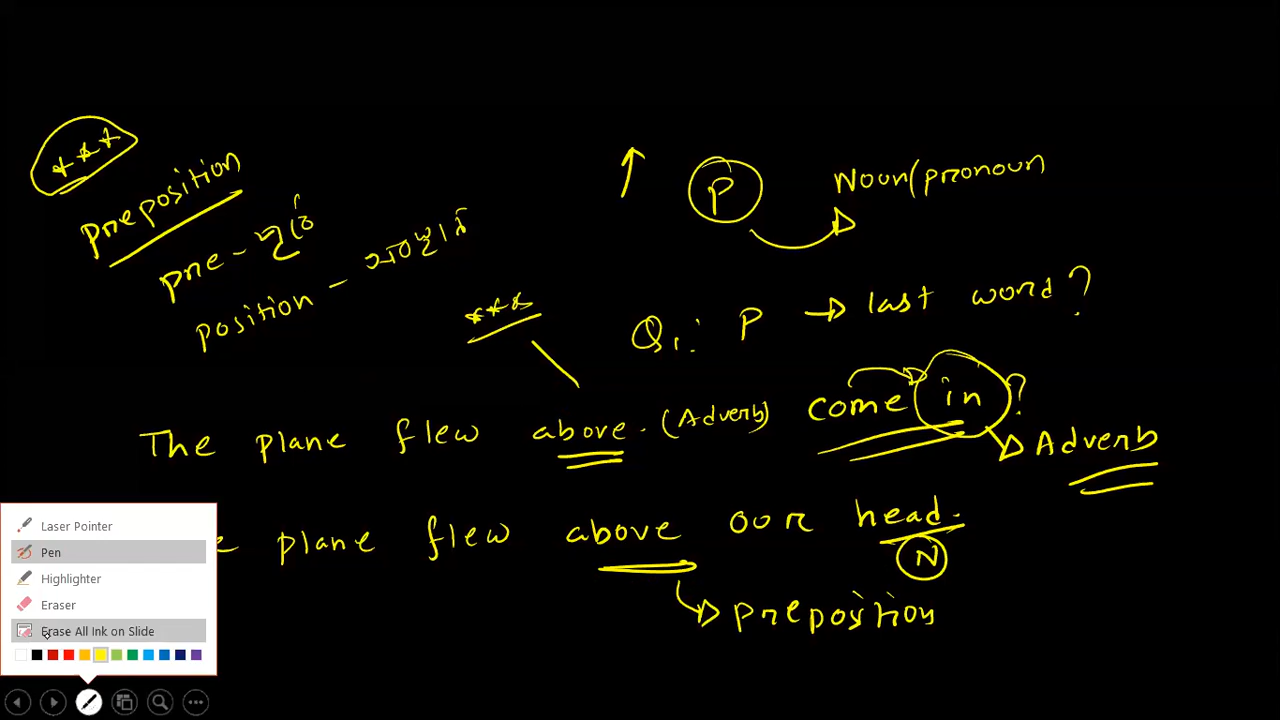 ***
preposition
pre - পূর্বে
position - অবস্থান
P Noun/pronoun
***
Q1: P → last word?
The plane flew above. (Adverb) come in?
Adverb
plane flew above our head.
N
preposition
Laser Pointer
Pen
Highlighter
Eraser
Erase All Ink on Slide